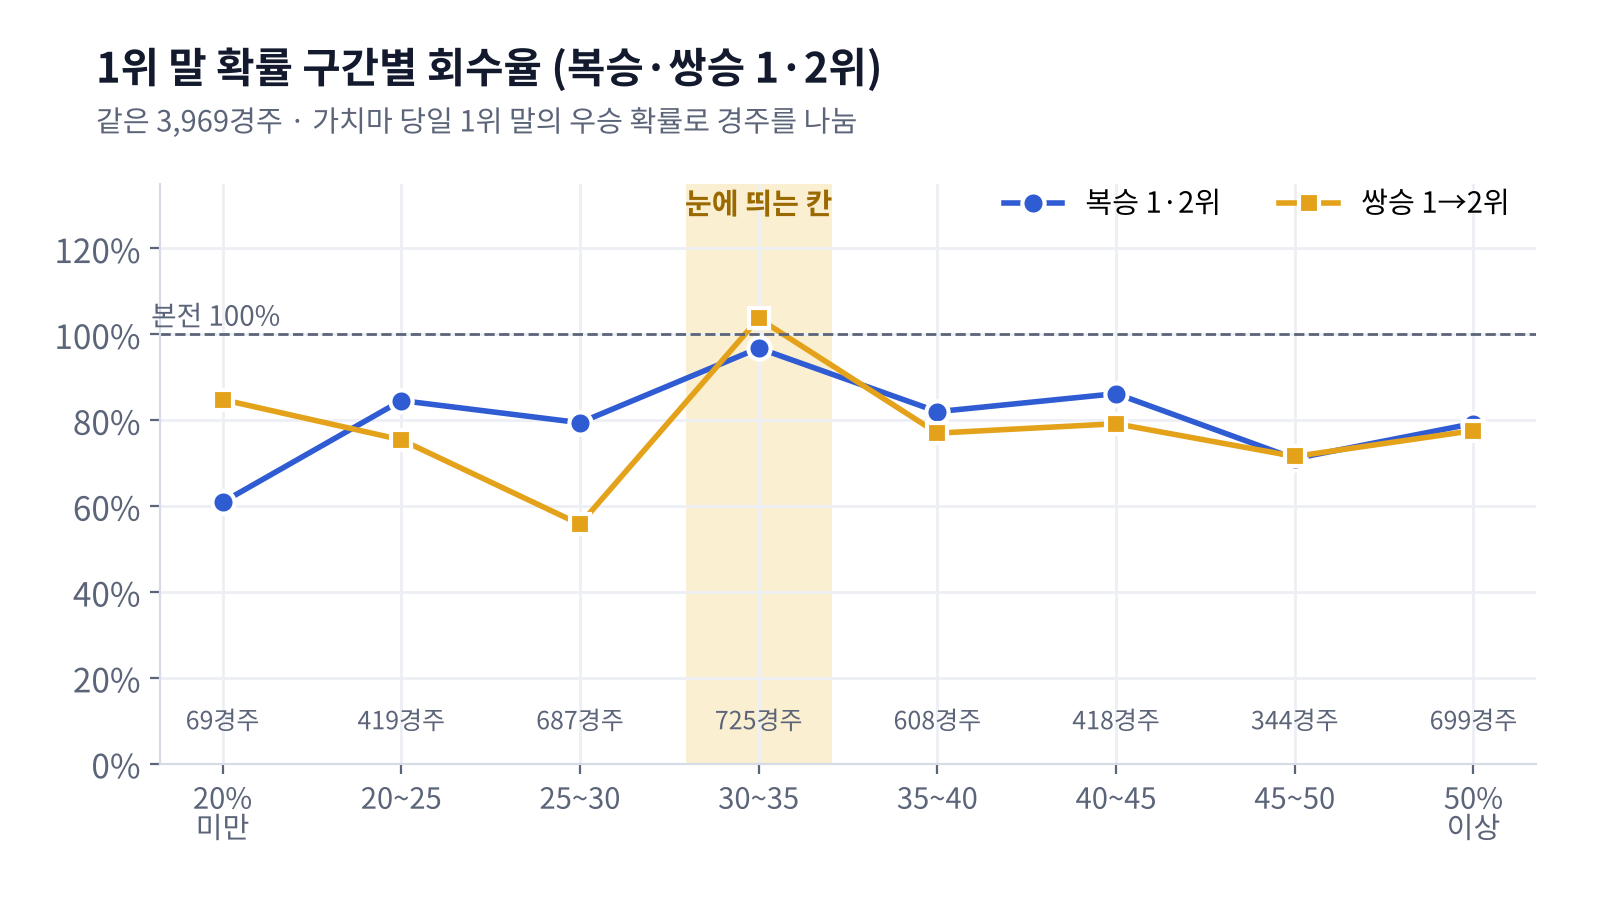 1위 말 확률 구간별 회수율 (복승·쌍승 1·2위)
같은 3,969경주 · 가치마 당일 1위 말의 우승 확률로 경주를 나눔
눈에 띄는 칸
복승 1·2위
쌍승 1→2위
120%
본전 100%
100%
80%
60%
40%
20%
0%
69경주
419경주
687경주
725경주
608경주
418경주
344경주
699경주
20%
미만
20~25
25~30
30~35
35~40
40~45
45~50
50%
이상